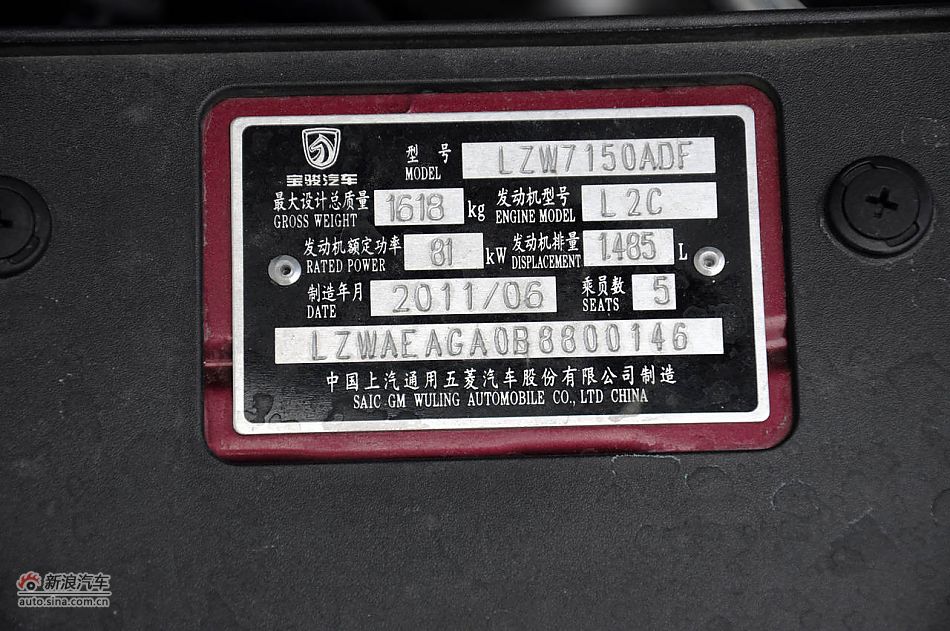 宝骏汽车
型号 LZW7150ADF
MODEL
最大设计总质量 1618 kg 发动机型号 L2C
GROSS WEIGHT ENGINE MODEL
发动机额定功率 81 kW 发动机排量 1.485 L
RATED POWER DISPLACEMENT
制造年月 2011/06 乘员数 5
DATE SEATS
LZWAEAGA0B8800146
中国上汽通用五菱汽车股份有限公司制造
SAIC GM WULING AUTOMOBILE CO., LTD CHINA
新浪汽车
auto.sina.com.cn